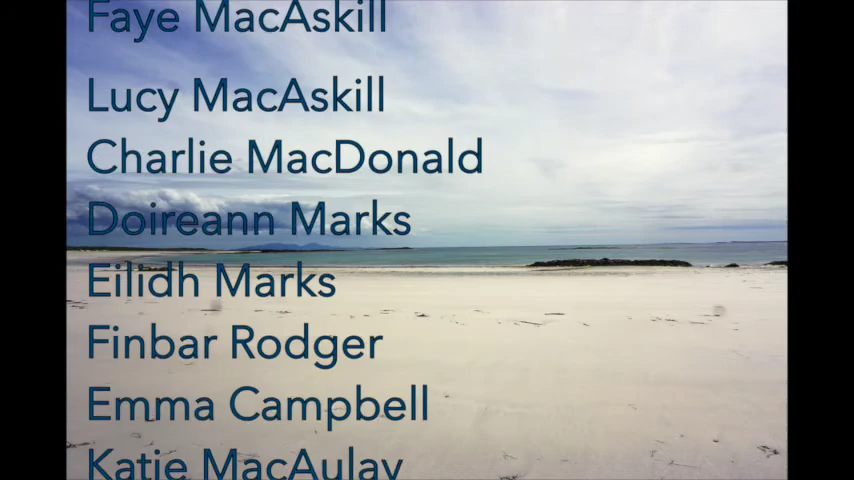 Faye MacAskill
Lucy MacAskill
Charlie MacDonald
Doireann Marks
Eilidh Marks
Finbar Rodger
Emma Campbell
Katie MacAulay